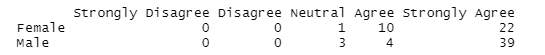 Strongly Disagree Disagree Neutral Agree Strongly Agree
Female 0 0 1 10 22
Male 0 0 3 4 39